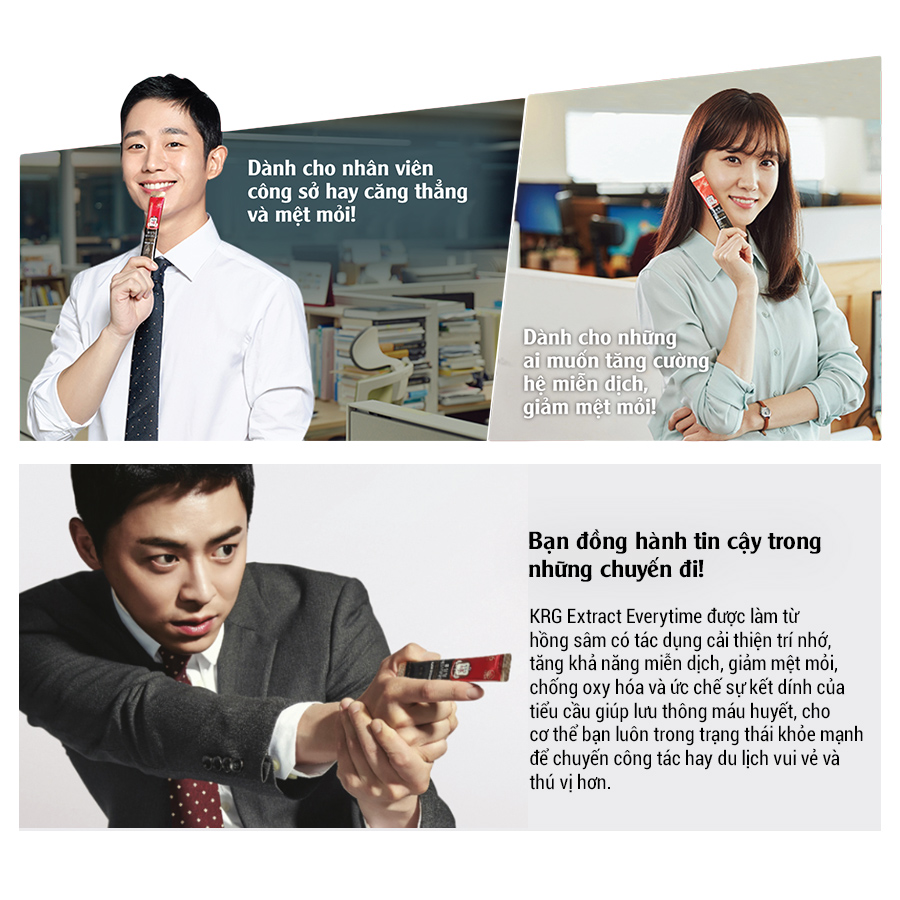 Dành cho nhân viên
công sở hay căng thẳng
và mệt mỏi!
Dành cho những
ai muốn tăng cường
hệ miễn dịch,
giảm mệt mỏi!
Bạn đồng hành tin cậy trong
những chuyến đi!
KRG Extract Everytime được làm từ
hồng sâm có tác dụng cải thiện trí nhớ,
tăng khả năng miễn dịch, giảm mệt mỏi,
chống oxy hóa và ức chế sự kết dính của
tiểu cầu giúp lưu thông máu huyết, cho
cơ thể bạn luôn trong trạng thái khỏe mạnh
để chuyến công tác hay du lịch vui vẻ và
thú vị hơn.